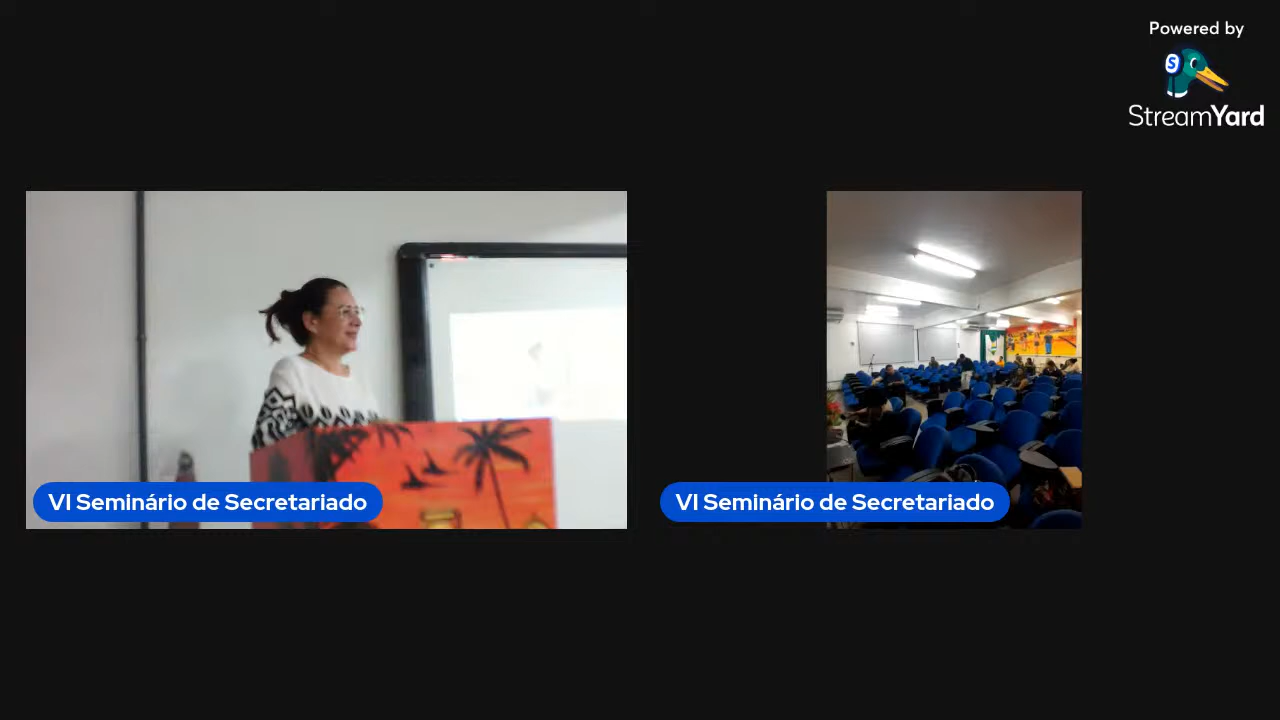 Powered by
S
StreamYard
VI Seminário de Secretariado
VI Seminário de Secretariado